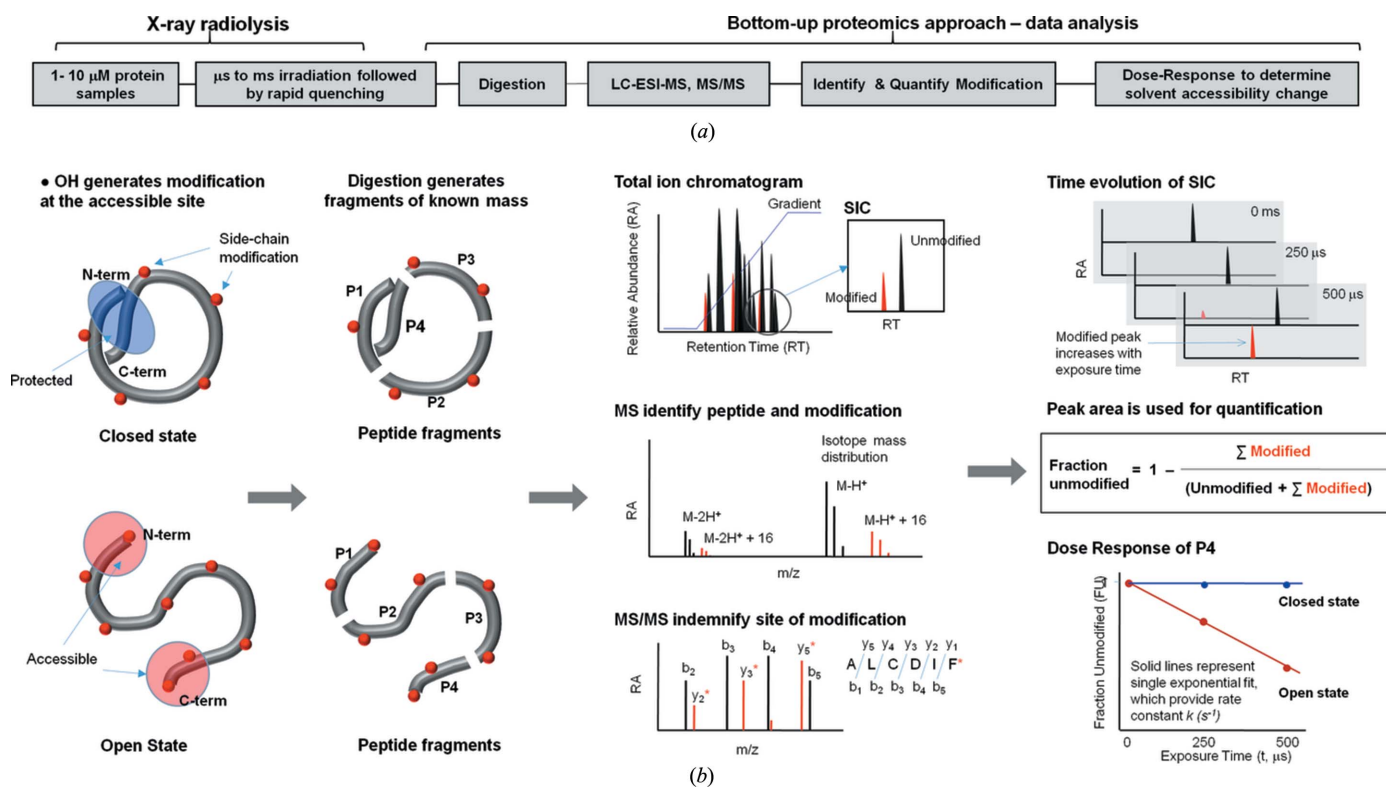 X-ray radiolysis
Bottom-up proteomics approach – data analysis
1- 10 μM protein
samples
μs to ms irradiation followed
by rapid quenching
Digestion
LC-ESI-MS, MS/MS
Identify & Quantify Modification
Dose-Response to determine
solvent accessibility change
(a)
● OH generates modification
at the accessible site
Side-chain
modification
N-term
Protected
C-term
Closed state
N-term
Accessible
C-term
Open State
Digestion generates
fragments of known mass
P3
P1
P4
P2
Peptide fragments
P1
P2
P3
P4
Peptide fragments
Total ion chromatogram
Gradient
SIC
Unmodified
Modified
RT
Relative Abundance (RA)
Retention Time (RT)
MS identify peptide and modification
Isotope mass
distribution
M-H+
M-2H+
M-H+ + 16
M-2H+ + 16
RA
m/z
MS/MS indemnify site of modification
b3
b4
y5*
b2
y3*
b5
y2*
RA
m/z
y5 y4 y3 y2 y1
A L C D I F*
b1 b2 b3 b4 b5
Time evolution of SIC
0 ms
RA
250 μs
500 μs
Modified peak
increases with
exposure time
RT
Peak area is used for quantification
Fraction
unmodified
= 1 –
∑ Modified
(Unmodified + ∑ Modified)
Dose Response of P4
1
Closed state
Fraction Unmodified (FU)
Solid lines represent
single exponential fit,
which provide rate
constant k (s-1)
Open state
0 250 500
Exposure Time (t, μs)
(b)